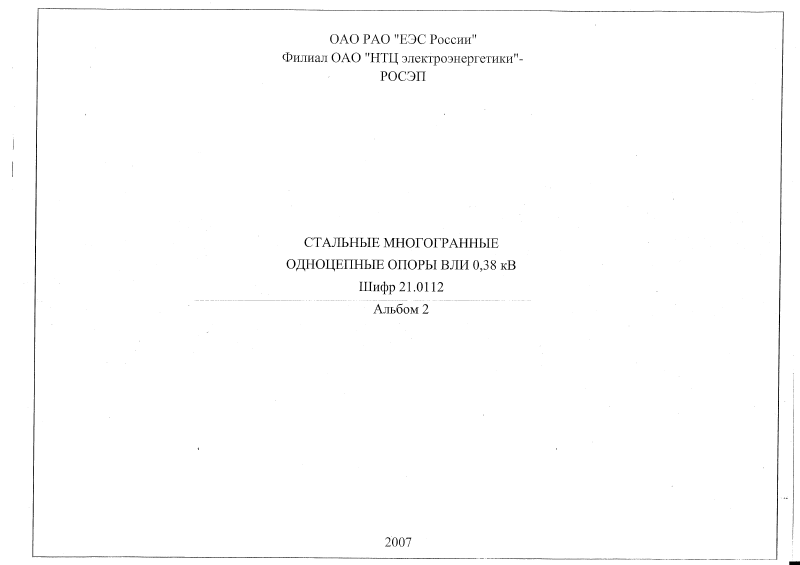 ОАО РАО "ЕЭС России"
Филиал ОАО "НТЦ электроэнергетики"-
РОСЭП
СТАЛЬНЫЕ МНОГОГРАННЫЕ
ОДНОЦЕПНЫЕ ОПОРЫ ВЛИ 0,38 кВ
Шифр 21.0112
Альбом 2
2007